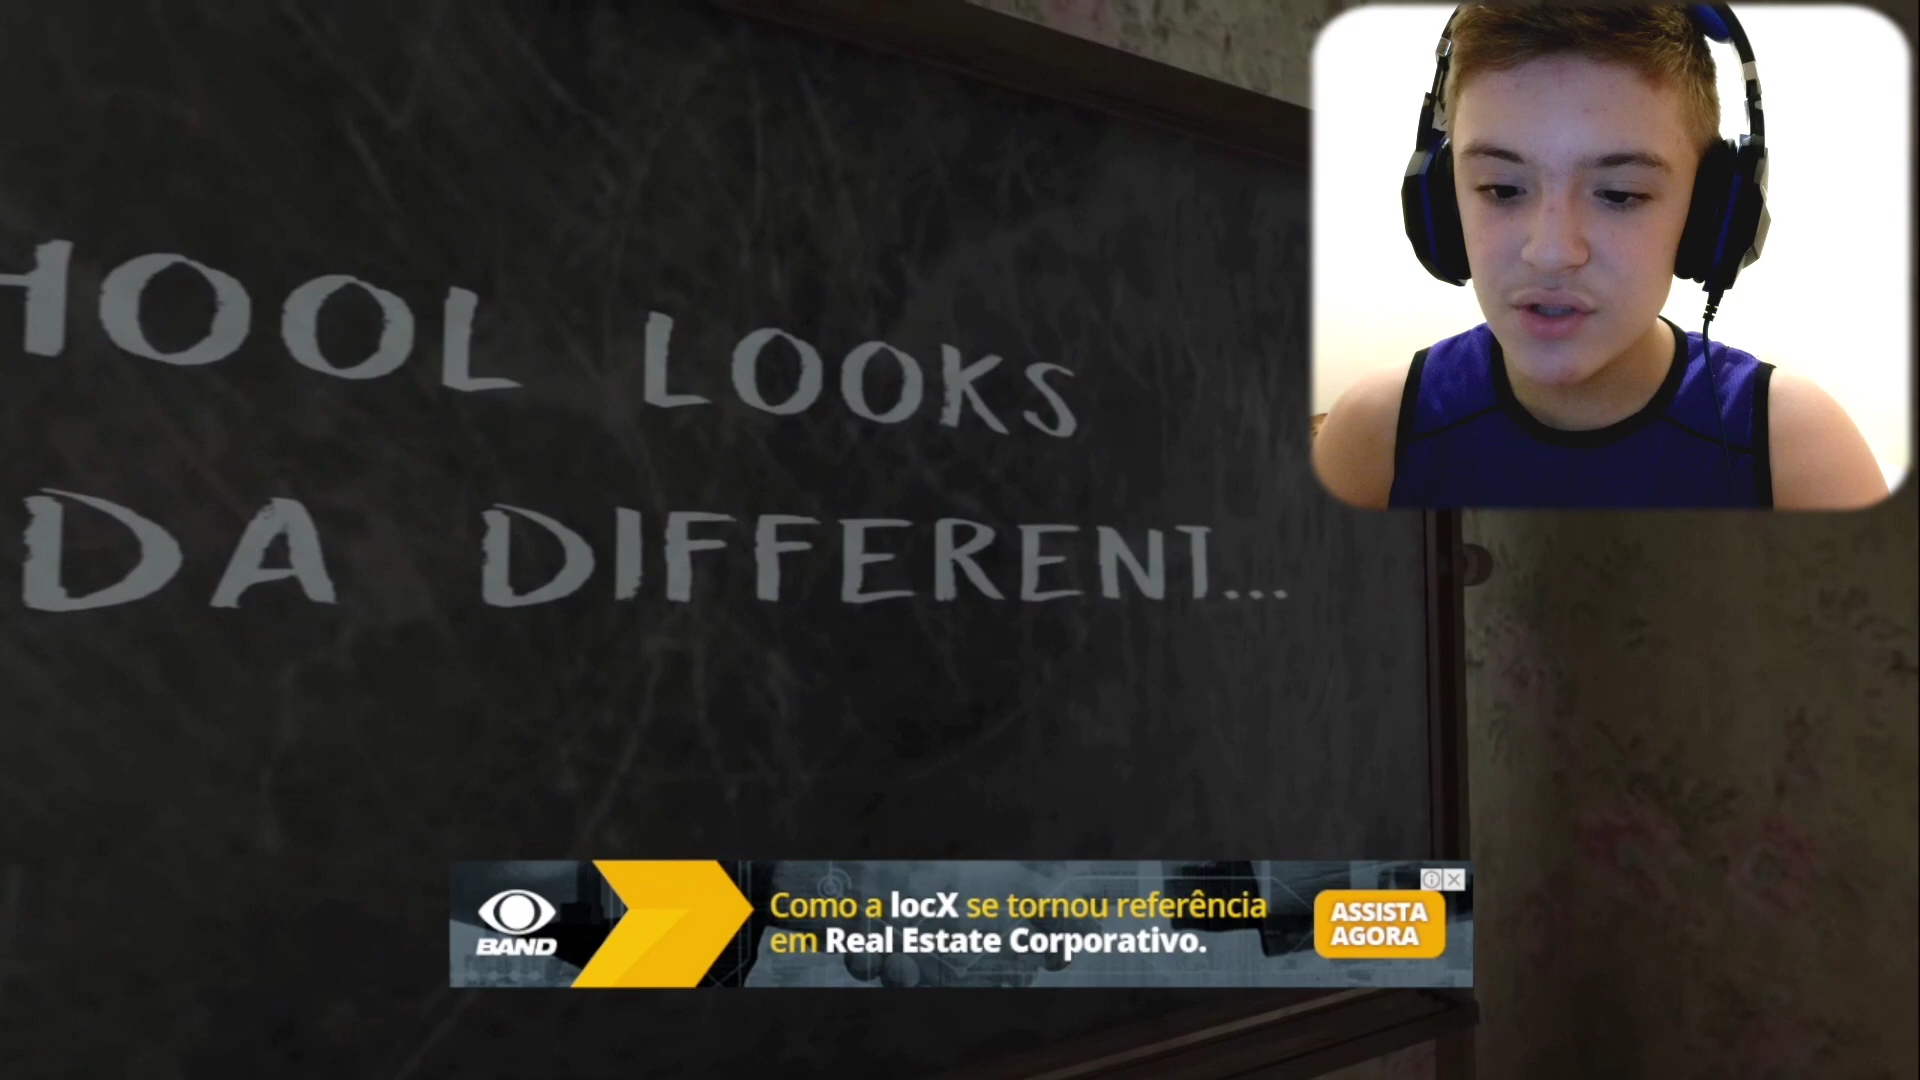 HOOL LOOKS
DA DIFFERENT...
BAND
Como a locX se tornou referência
em Real Estate Corporativo.
ASSISTA
AGORA